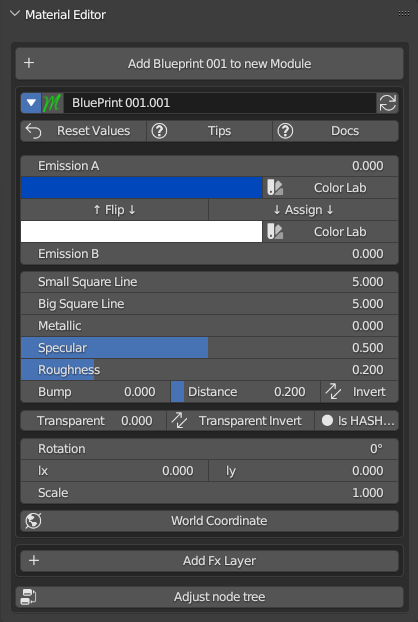 Material Editor
Add Blueprint 001 to new Module
BluePrint 001.001
Reset Values Tips Docs
Emission A 0.000
Color Lab
↑ Flip ↓ ↓ Assign ↓
Color Lab
Emission B 0.000
Small Square Line 5.000
Big Square Line 5.000
Metallic 0.000
Specular 0.500
Roughness 0.200
Bump 0.000 Distance 0.200 Invert
Transparent 0.000 Transparent Invert Is HASH...
Rotation 0°
lx 0.000 ly 0.000
Scale 1.000
World Coordinate
Add Fx Layer
Adjust node tree